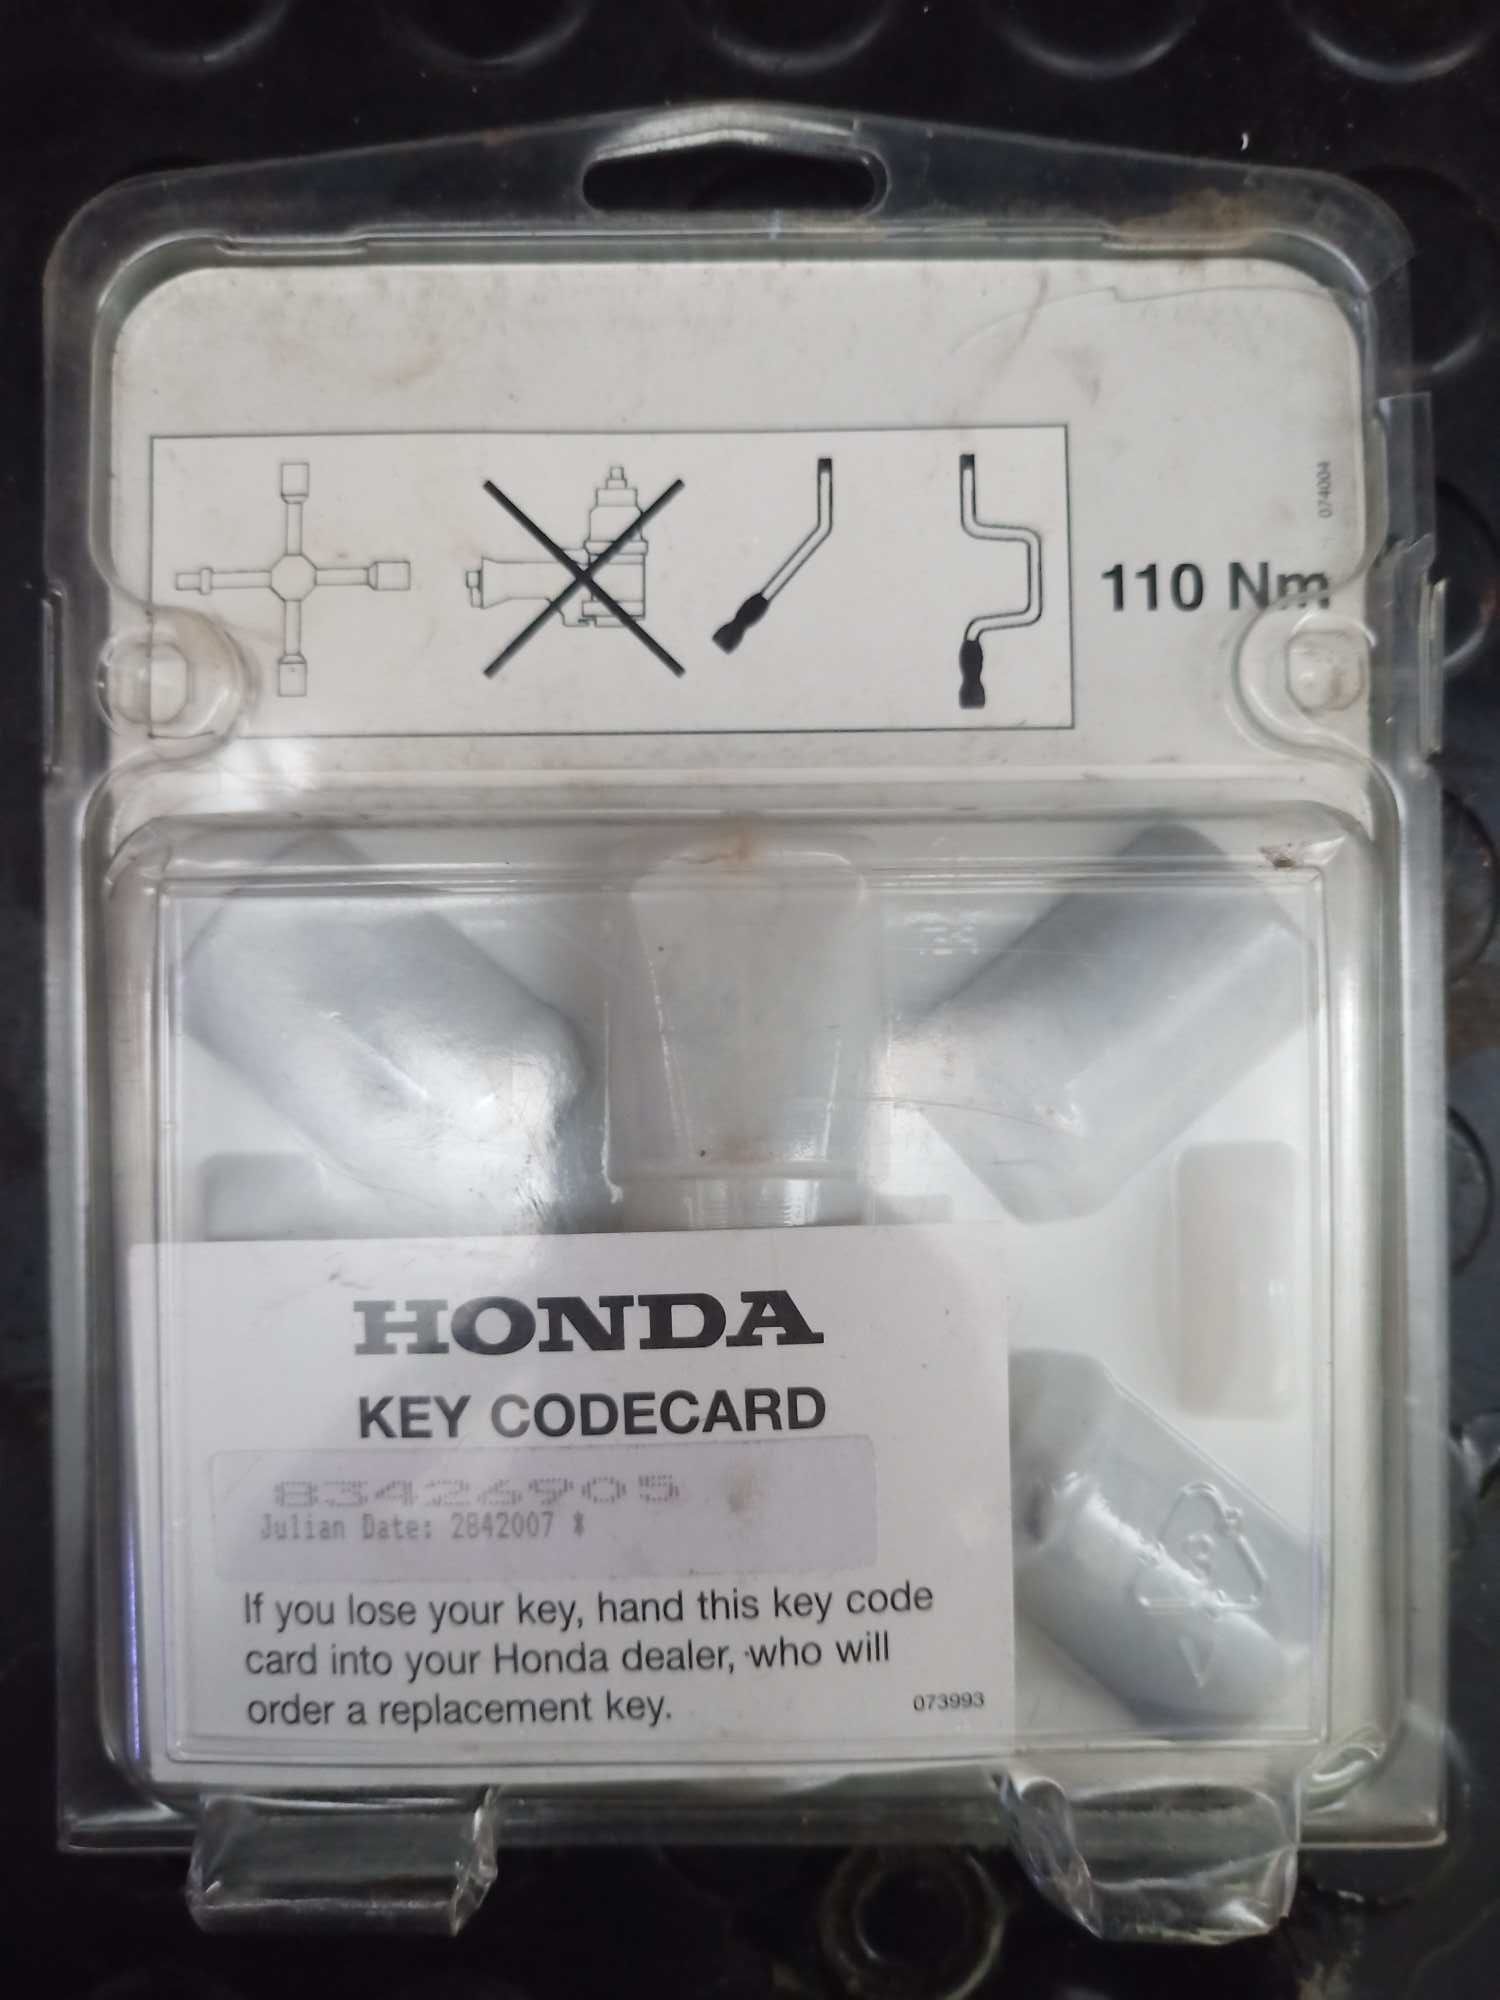 074004
110 Nm
HONDA
KEY CODECARD
83426905
Julian Date: 2842007 *
If you lose your key, hand this key code
card into your Honda dealer, who will
order a replacement key.
073993